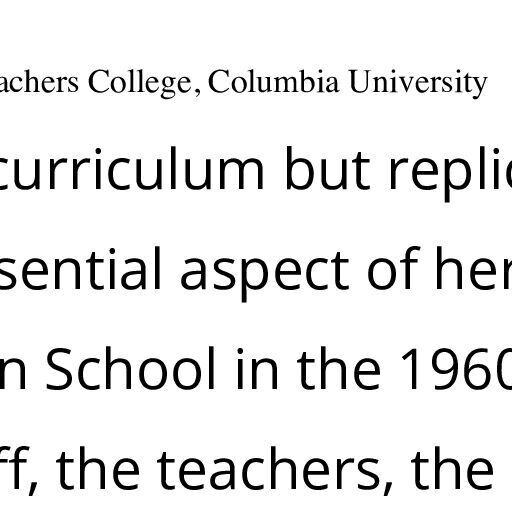 achers College, Columbia University
curriculum but replic
sential aspect of her
n School in the 1960
ff, the teachers, the